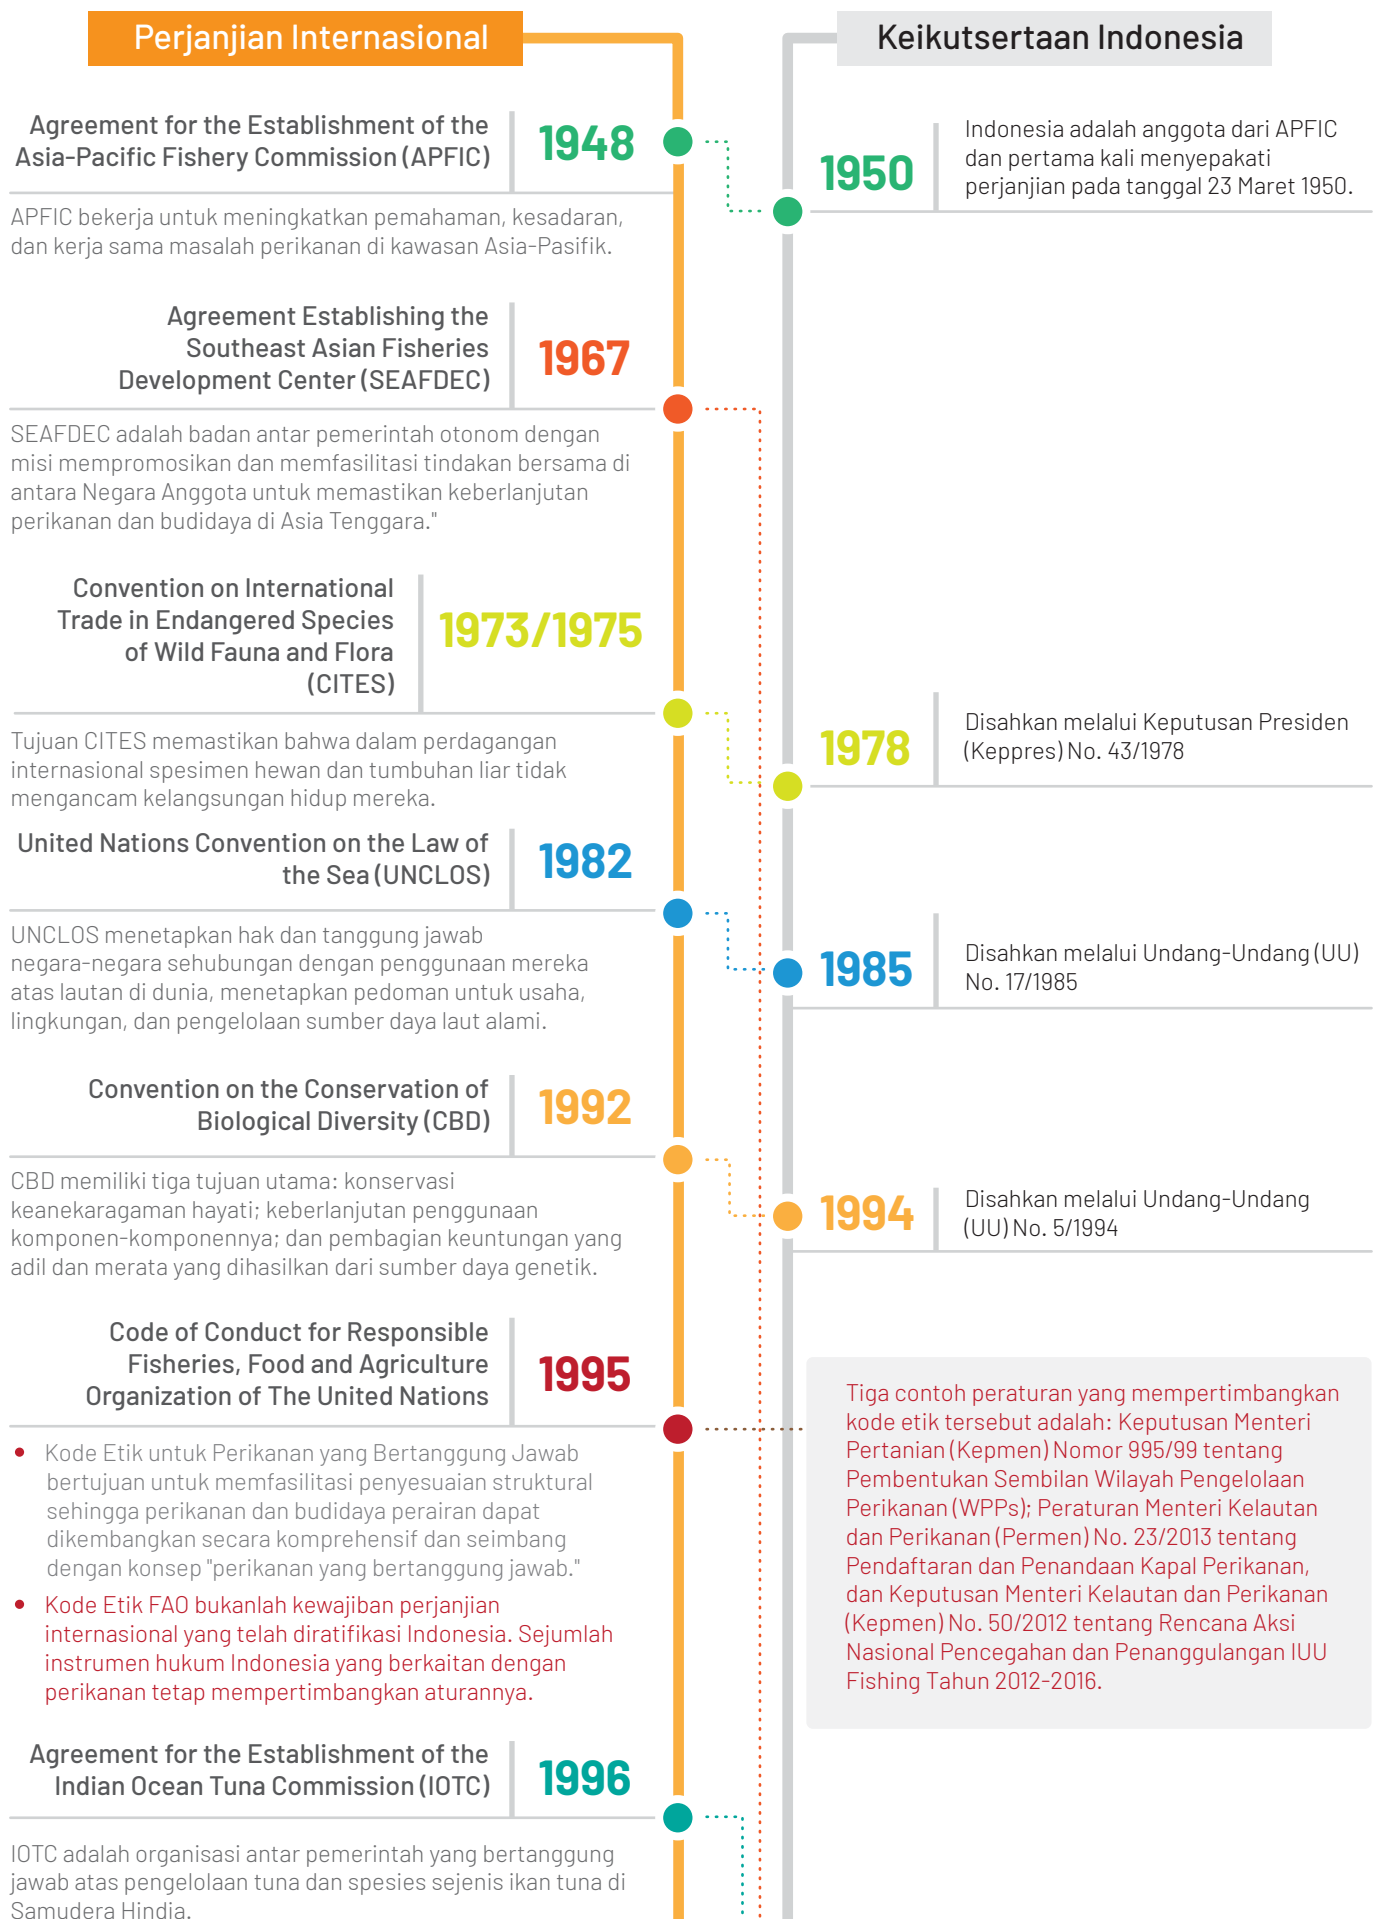 Perjanjian Internasional
Keikutsertaan Indonesia
Agreement for the Establishment of the
Asia-Pacific Fishery Commission (APFIC)
1948
APFIC bekerja untuk meningkatkan pemahaman, kesadaran,
dan kerja sama masalah perikanan di kawasan Asia-Pasifik.
1950
Indonesia adalah anggota dari APFIC
dan pertama kali menyepakati
perjanjian pada tanggal 23 Maret 1950.
Agreement Establishing the
Southeast Asian Fisheries
Development Center (SEAFDEC)
1967
SEAFDEC adalah badan antar pemerintah otonom dengan
misi mempromosikan dan memfasilitasi tindakan bersama di
antara Negara Anggota untuk memastikan keberlanjutan
perikanan dan budidaya di Asia Tenggara."
Convention on International
Trade in Endangered Species
of Wild Fauna and Flora
(CITES)
1973/1975
Tujuan CITES memastikan bahwa dalam perdagangan
internasional spesimen hewan dan tumbuhan liar tidak
mengancam kelangsungan hidup mereka.
1978
Disahkan melalui Keputusan Presiden
(Keppres) No. 43/1978
United Nations Convention on the Law of
the Sea (UNCLOS)
1982
UNCLOS menetapkan hak dan tanggung jawab
negara-negara sehubungan dengan penggunaan mereka
atas lautan di dunia, menetapkan pedoman untuk usaha,
lingkungan, dan pengelolaan sumber daya laut alami.
1985
Disahkan melalui Undang-Undang (UU)
No. 17/1985
Convention on the Conservation of
Biological Diversity (CBD)
1992
CBD memiliki tiga tujuan utama: konservasi
keanekaragaman hayati; keberlanjutan penggunaan
komponen-komponennya; dan pembagian keuntungan yang
adil dan merata yang dihasilkan dari sumber daya genetik.
1994
Disahkan melalui Undang-Undang
(UU) No. 5/1994
Code of Conduct for Responsible
Fisheries, Food and Agriculture
Organization of The United Nations
1995
• Kode Etik untuk Perikanan yang Bertanggung Jawab
bertujuan untuk memfasilitasi penyesuaian struktural
sehingga perikanan dan budidaya perairan dapat
dikembangkan secara komprehensif dan seimbang
dengan konsep "perikanan yang bertanggung jawab."
• Kode Etik FAO bukanlah kewajiban perjanjian
internasional yang telah diratifikasi Indonesia. Sejumlah
instrumen hukum Indonesia yang berkaitan dengan
perikanan tetap mempertimbangkan aturannya.
Tiga contoh peraturan yang mempertimbangkan
kode etik tersebut adalah: Keputusan Menteri
Pertanian (Kepmen) Nomor 995/99 tentang
Pembentukan Sembilan Wilayah Pengelolaan
Perikanan (WPPs); Peraturan Menteri Kelautan
dan Perikanan (Permen) No. 23/2013 tentang
Pendaftaran dan Penandaan Kapal Perikanan,
dan Keputusan Menteri Kelautan dan Perikanan
(Kepmen) No. 50/2012 tentang Rencana Aksi
Nasional Pencegahan dan Penanggulangan IUU
Fishing Tahun 2012-2016.
Agreement for the Establishment of the
Indian Ocean Tuna Commission (IOTC)
1996
IOTC adalah organisasi antar pemerintah yang bertanggung
jawab atas pengelolaan tuna dan spesies sejenis ikan tuna di
Samudera Hindia.